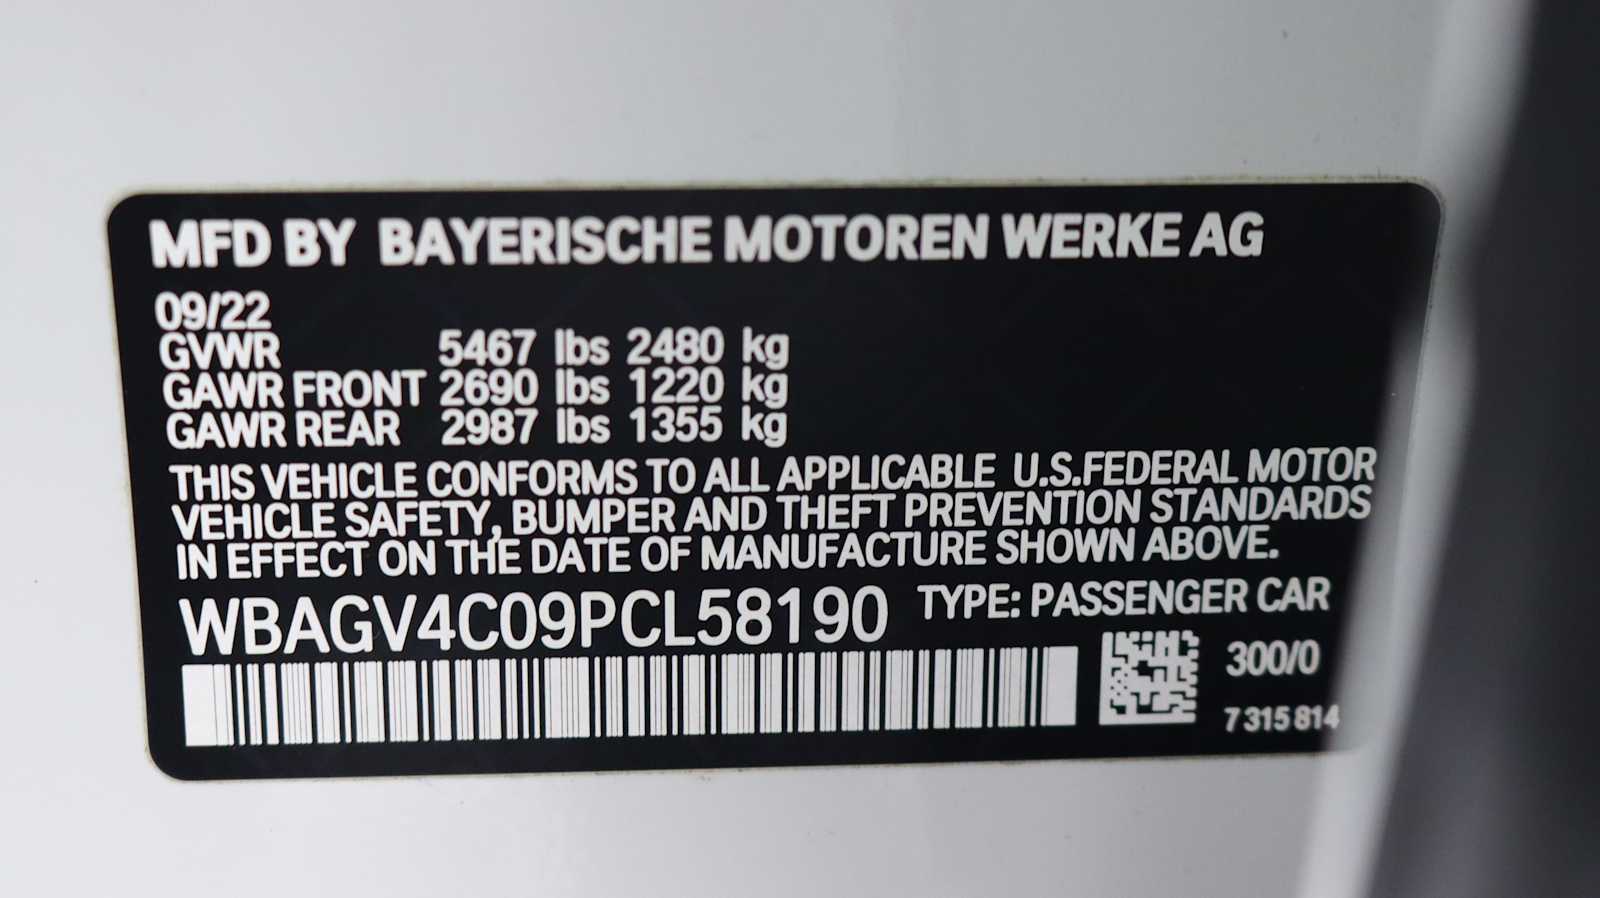 MFD BY BAYERISCHE MOTOREN WERKE AG
09/22
GVWR 5467 lbs 2480 kg
GAWR FRONT 2690 lbs 1220 kg
GAWR REAR 2987 lbs 1355 kg
THIS VEHICLE CONFORMS TO ALL APPLICABLE U.S.FEDERAL MOTOR
VEHICLE SAFETY, BUMPER AND THEFT PREVENTION STANDARDS
IN EFFECT ON THE DATE OF MANUFACTURE SHOWN ABOVE.
WBAGV4C09PCL58190 TYPE: PASSENGER CAR
300/0
7 315 814